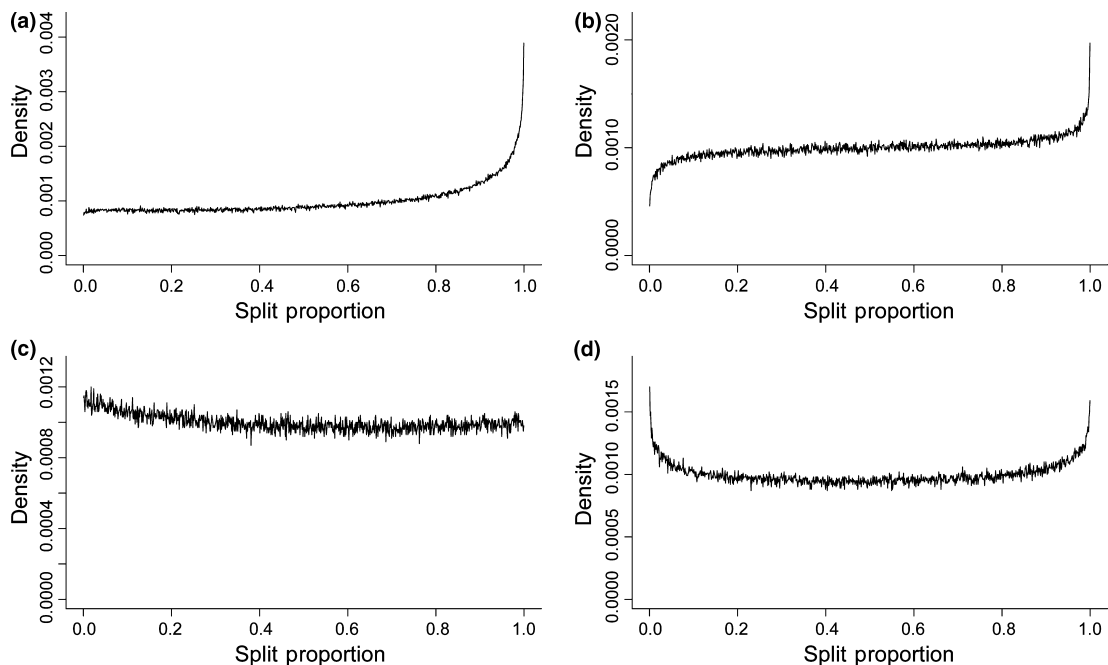 (a)
Density
0.004
0.003
0.002
0.001
0.000
0.0 0.2 0.4 0.6 0.8 1.0
Split proportion
(b)
Density
0.0020
0.0010
0.0000
0.0 0.2 0.4 0.6 0.8 1.0
Split proportion
(c)
Density
0.0012
0.0008
0.0004
0.0000
0.0 0.2 0.4 0.6 0.8 1.0
Split proportion
(d)
Density
0.0015
0.0010
0.0005
0.0000
0.0 0.2 0.4 0.6 0.8 1.0
Split proportion